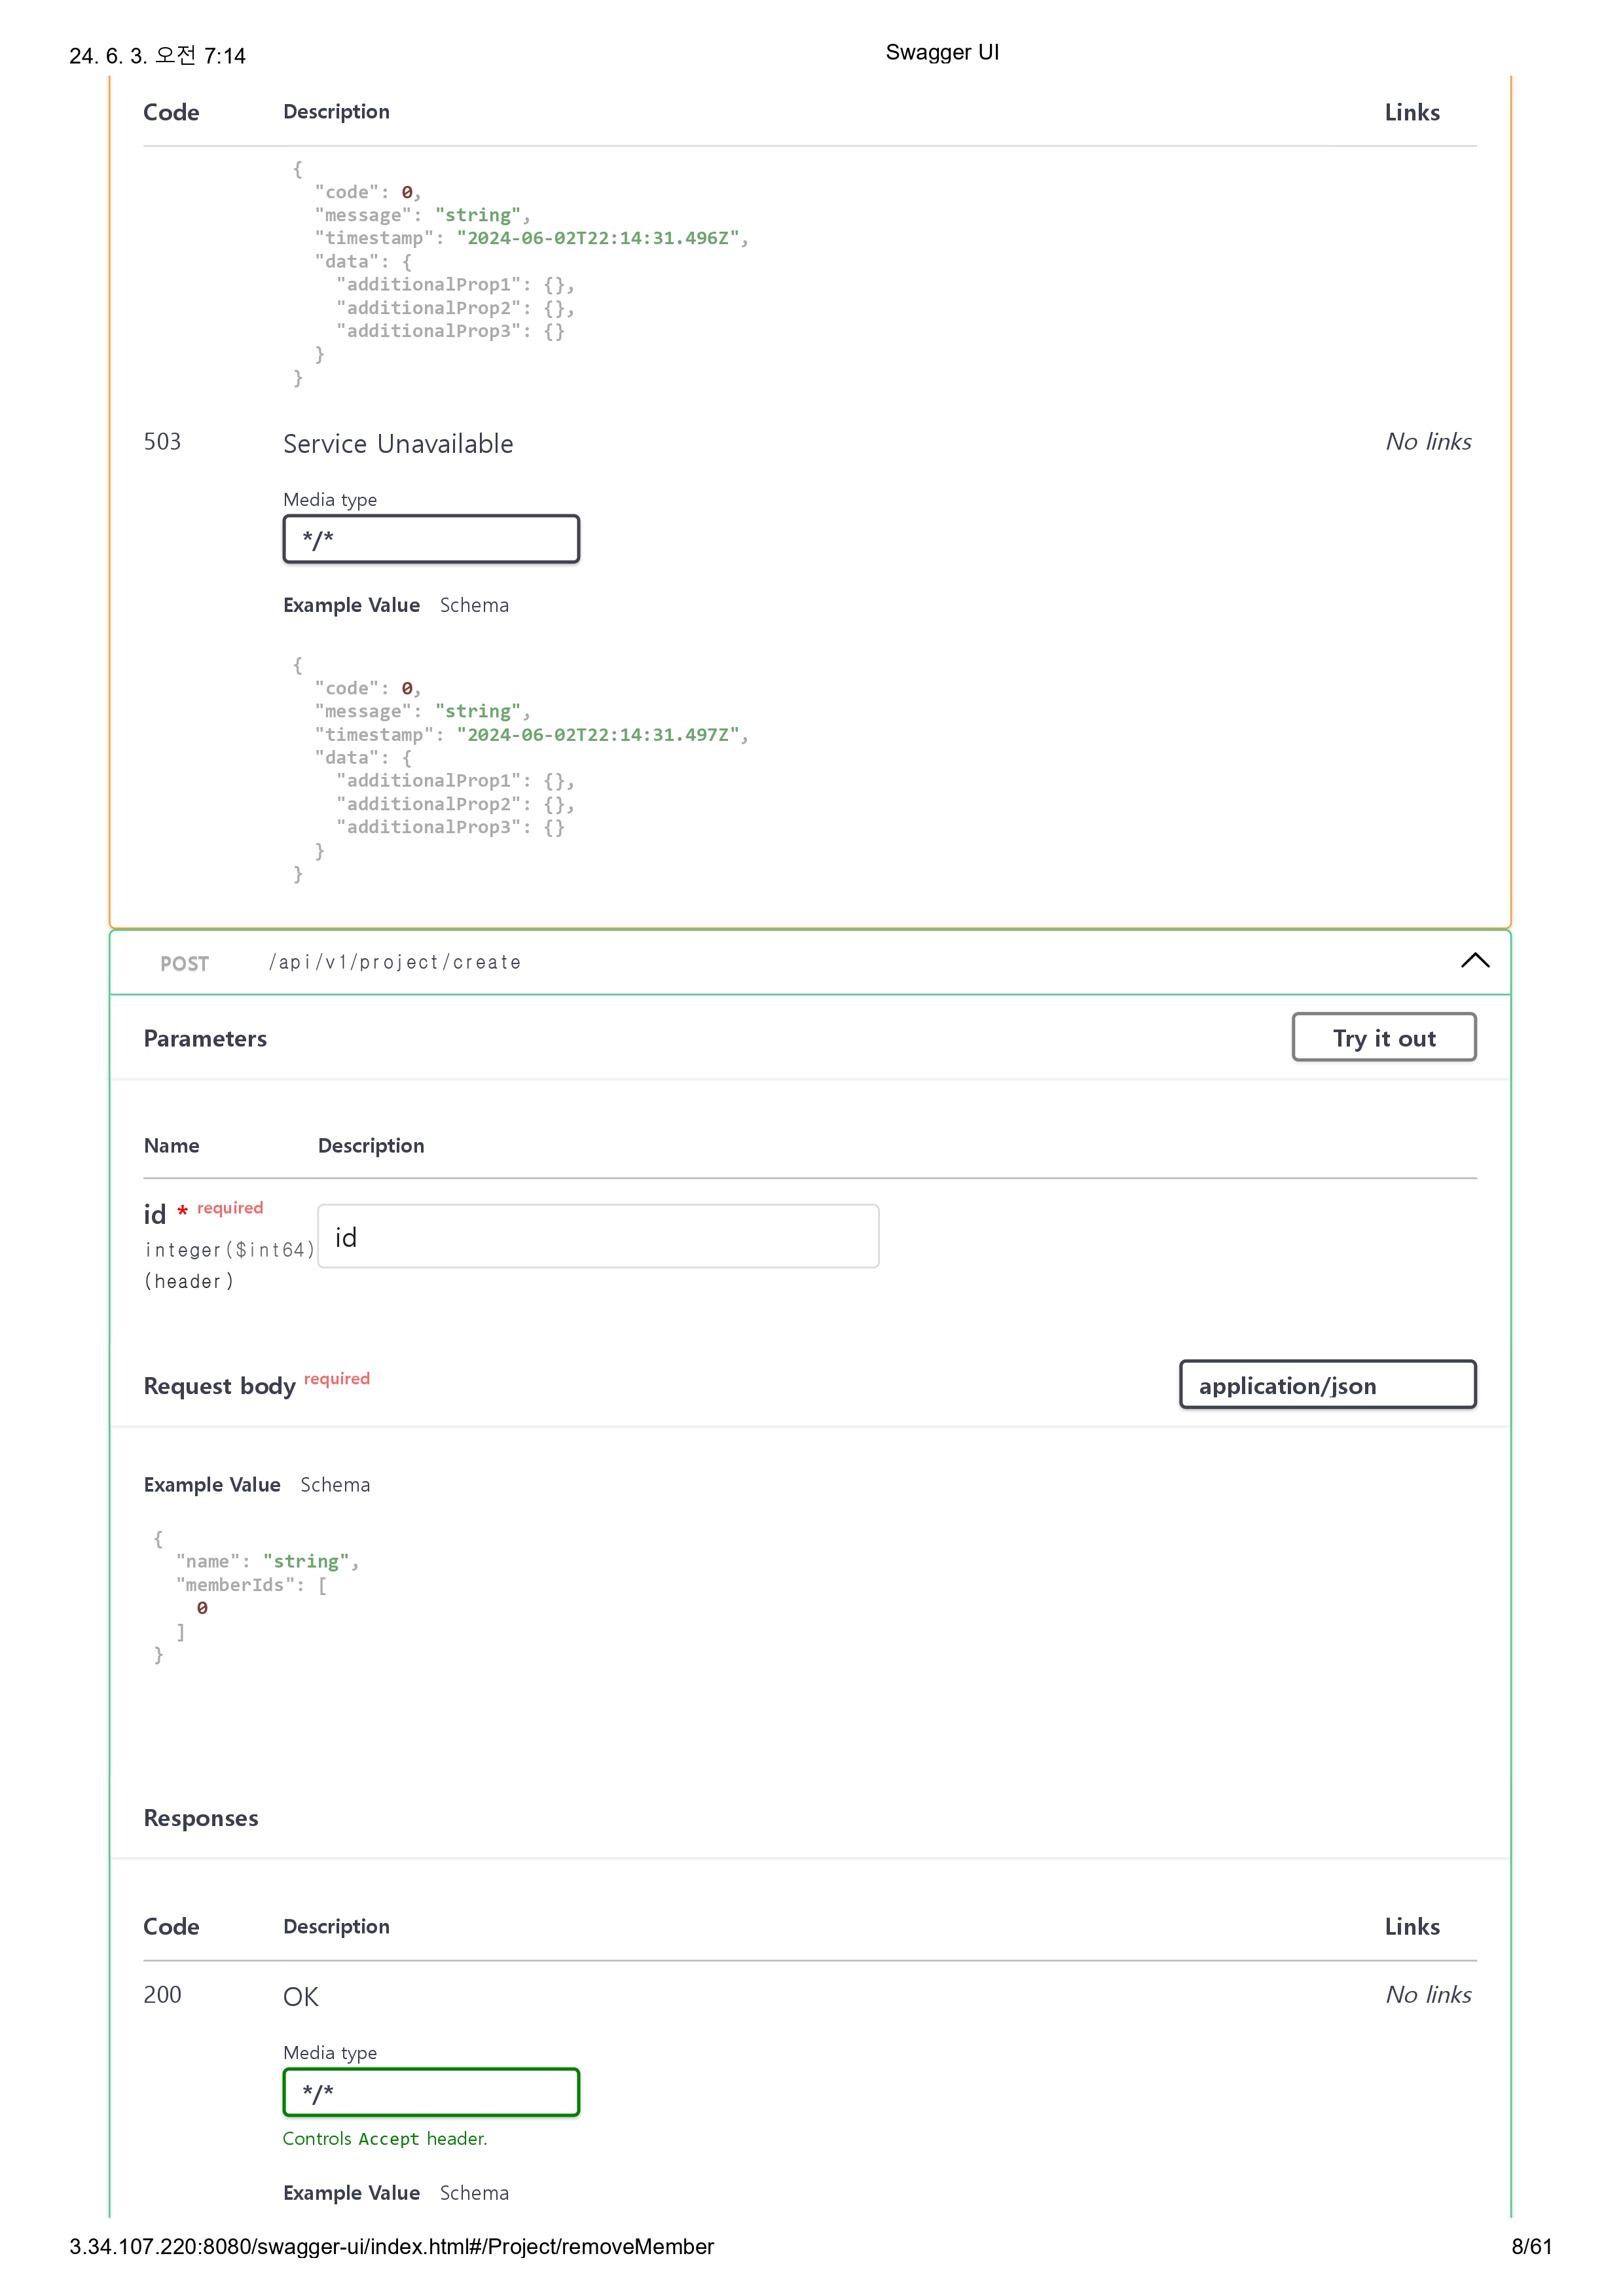 24. 6. 3. 오전 7:14
Swagger UI
Code Description Links
{
"code": 0,
"message": "string",
"timestamp": "2024-06-02T22:14:31.496Z",
"data": {
"additionalProp1": {},
"additionalProp2": {},
"additionalProp3": {}
}
}
503 Service Unavailable No links
Media type
*/*
Example Value Schema
{
"code": 0,
"message": "string",
"timestamp": "2024-06-02T22:14:31.497Z",
"data": {
"additionalProp1": {},
"additionalProp2": {},
"additionalProp3": {}
}
}
POST /api/v1/project/create
Parameters Try it out
Name Description
id * required
integer($int64)
(header)
id
Request body required application/json
Example Value Schema
{
"name": "string",
"memberIds": [
0
]
}
Responses
Code Description Links
200 OK No links
Media type
*/*
Controls Accept header.
Example Value Schema
3.34.107.220:8080/swagger-ui/index.html#/Project/removeMember 8/61